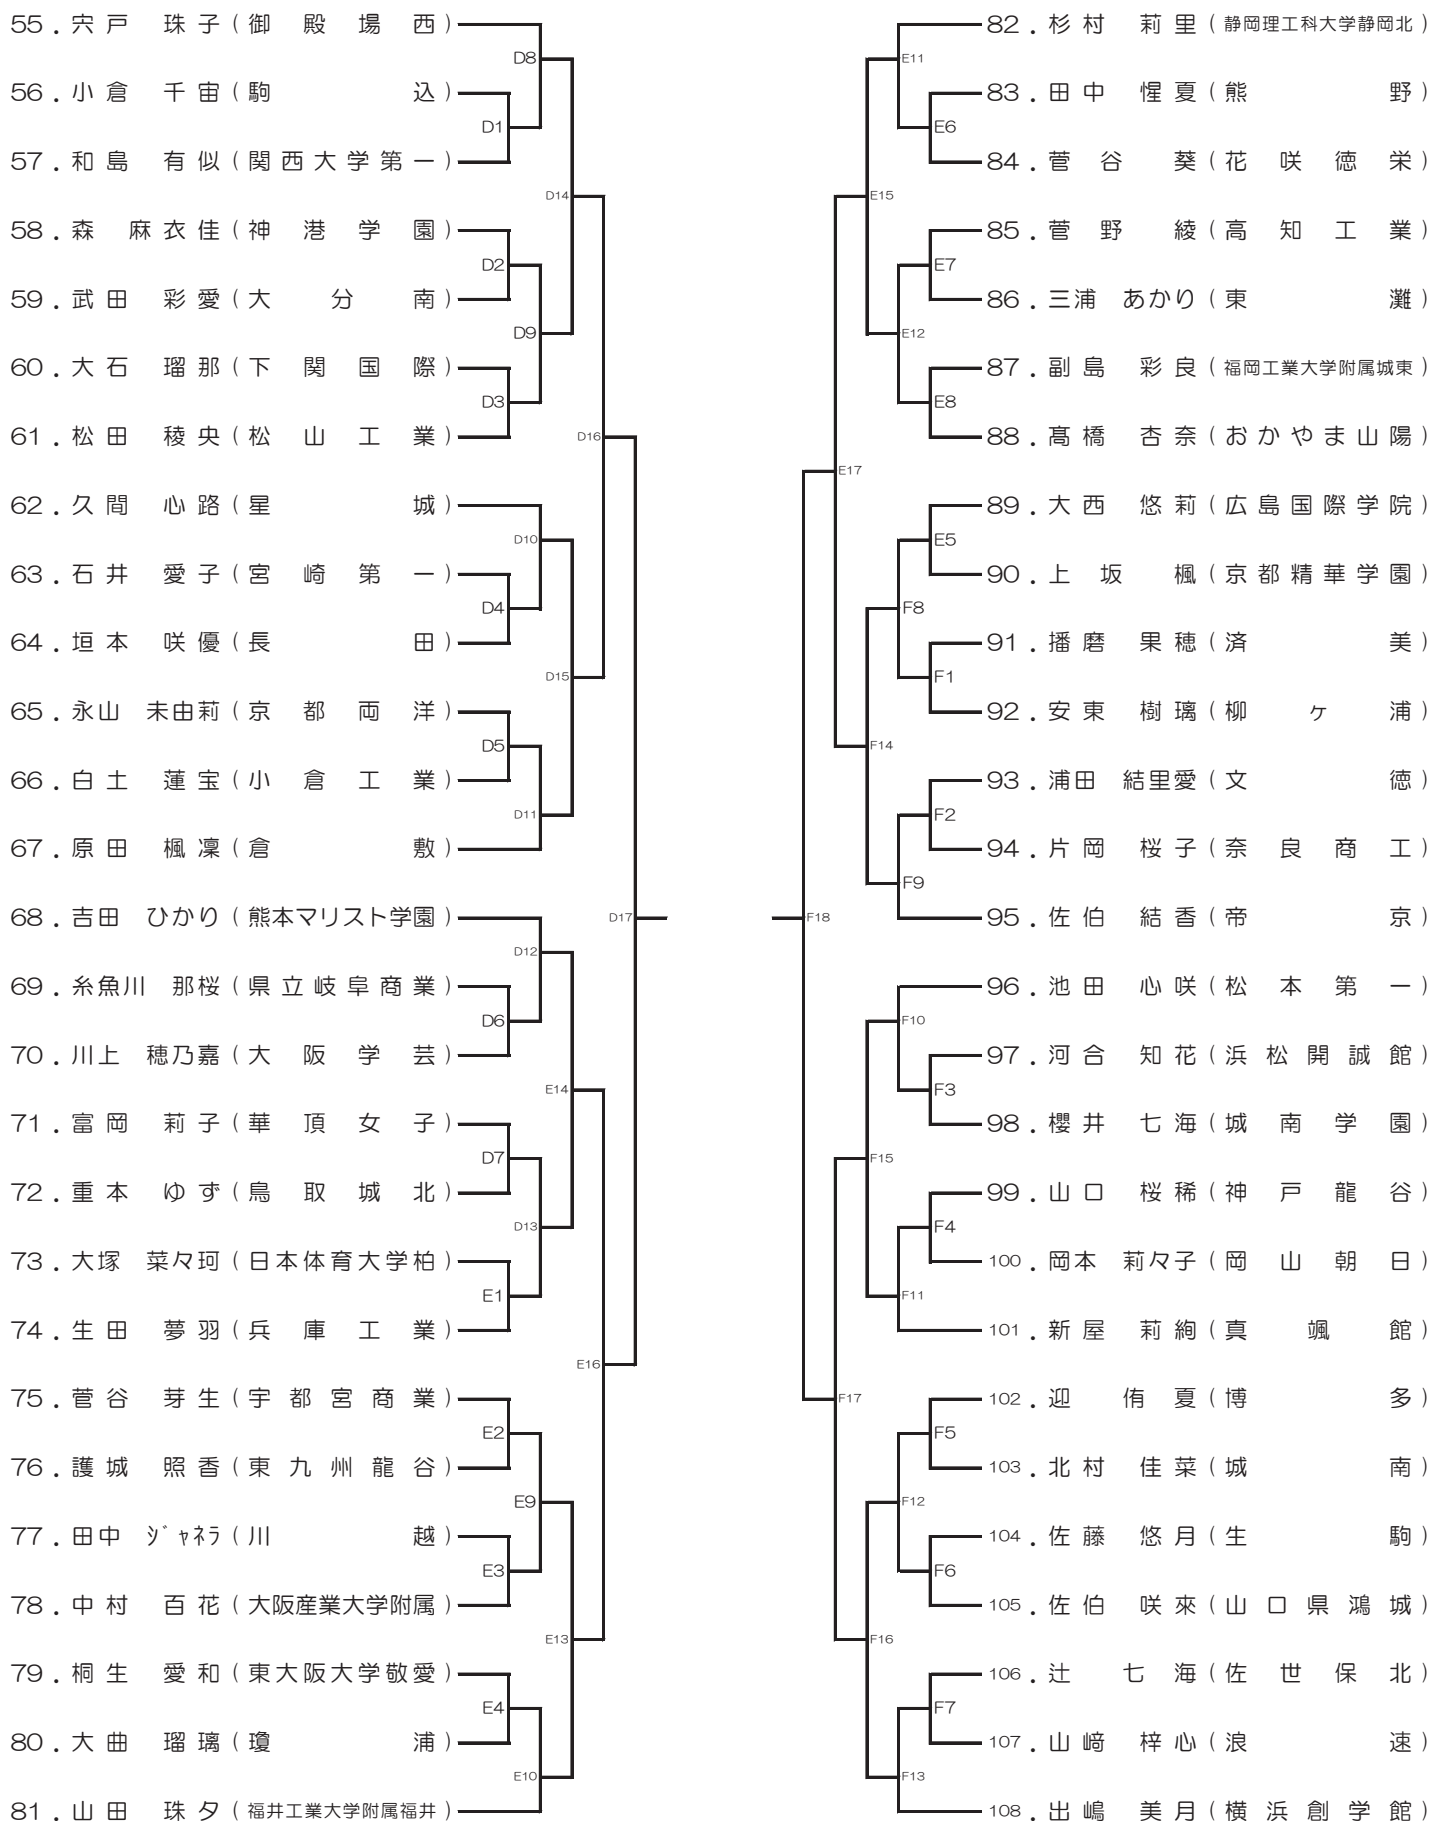 55．宍戸　珠子（御殿場西）
D8
56．小倉　千宙（駒込）
D1
57．和島　有似（関西大学第一）
D14
58．森　麻衣佳（神港学園）
D2
59．武田　彩愛（大分南）
D9
60．大石　瑠那（下関国際）
D3
61．松田　稜央（松山工業）
D16
62．久間　心路（星城）
D10
63．石井　愛子（宮崎第一）
D4
64．垣本　咲優（長田）
D15
65．永山　未由莉（京都両洋）
D5
66．白土　蓮宝（小倉工業）
D11
67．原田　楓凜（倉敷）
68．吉田　ひかり（熊本マリスト学園）
D17
D12
69．糸魚川　那桜（県立岐阜商業）
D6
70．川上　穂乃嘉（大阪学芸）
E14
71．富岡　莉子（華頂女子）
D7
72．重本　ゆず（鳥取城北）
D13
73．大塚　菜々珂（日本体育大学柏）
E1
74．生田　夢羽（兵庫工業）
E16
75．菅谷　芽生（宇都宮商業）
E2
76．護城　照香（東九州龍谷）
E9
77．田中　ｼﾞｬﾈﾗ（川越）
E3
78．中村　百花（大阪産業大学附属）
E13
79．桐生　愛和（東大阪大学敬愛）
E4
80．大曲　瑠璃（瓊浦）
E10
81．山田　珠夕（福井工業大学附属福井）
82．杉村　莉里（静岡理工科大学静岡北）
E11
83．田中　惺夏（熊野）
E6
84．菅谷　葵（花咲徳栄）
E15
85．菅野　綾（高知工業）
E7
86．三浦　あかり（東灘）
E12
87．副島　彩良（福岡工業大学附属城東）
E8
88．髙橋　杏奈（おかやま山陽）
E17
89．大西　悠莉（広島国際学院）
E5
90．上坂　楓（京都精華学園）
F8
91．播磨　果穂（済美）
F1
92．安東　樹璃（柳ヶ浦）
F14
93．浦田　結里愛（文徳）
F2
94．片岡　桜子（奈良商工）
F9
95．佐伯　結香（帝京）
F18
96．池田　心咲（松本第一）
F10
97．河合　知花（浜松開誠館）
F3
98．櫻井　七海（城南学園）
F15
99．山口　桜稀（神戸龍谷）
F4
100．岡本　莉々子（岡山朝日）
F11
101．新屋　莉絢（真颯館）
102．迎　侑夏（博多）
F17
F5
103．北村　佳菜（城南）
F12
104．佐藤　悠月（生駒）
F6
105．佐伯　咲來（山口県鴻城）
F16
106．辻　七海（佐世保北）
F7
107．山﨑　梓心（浪速）
F13
108．出嶋　美月（横浜創学館）